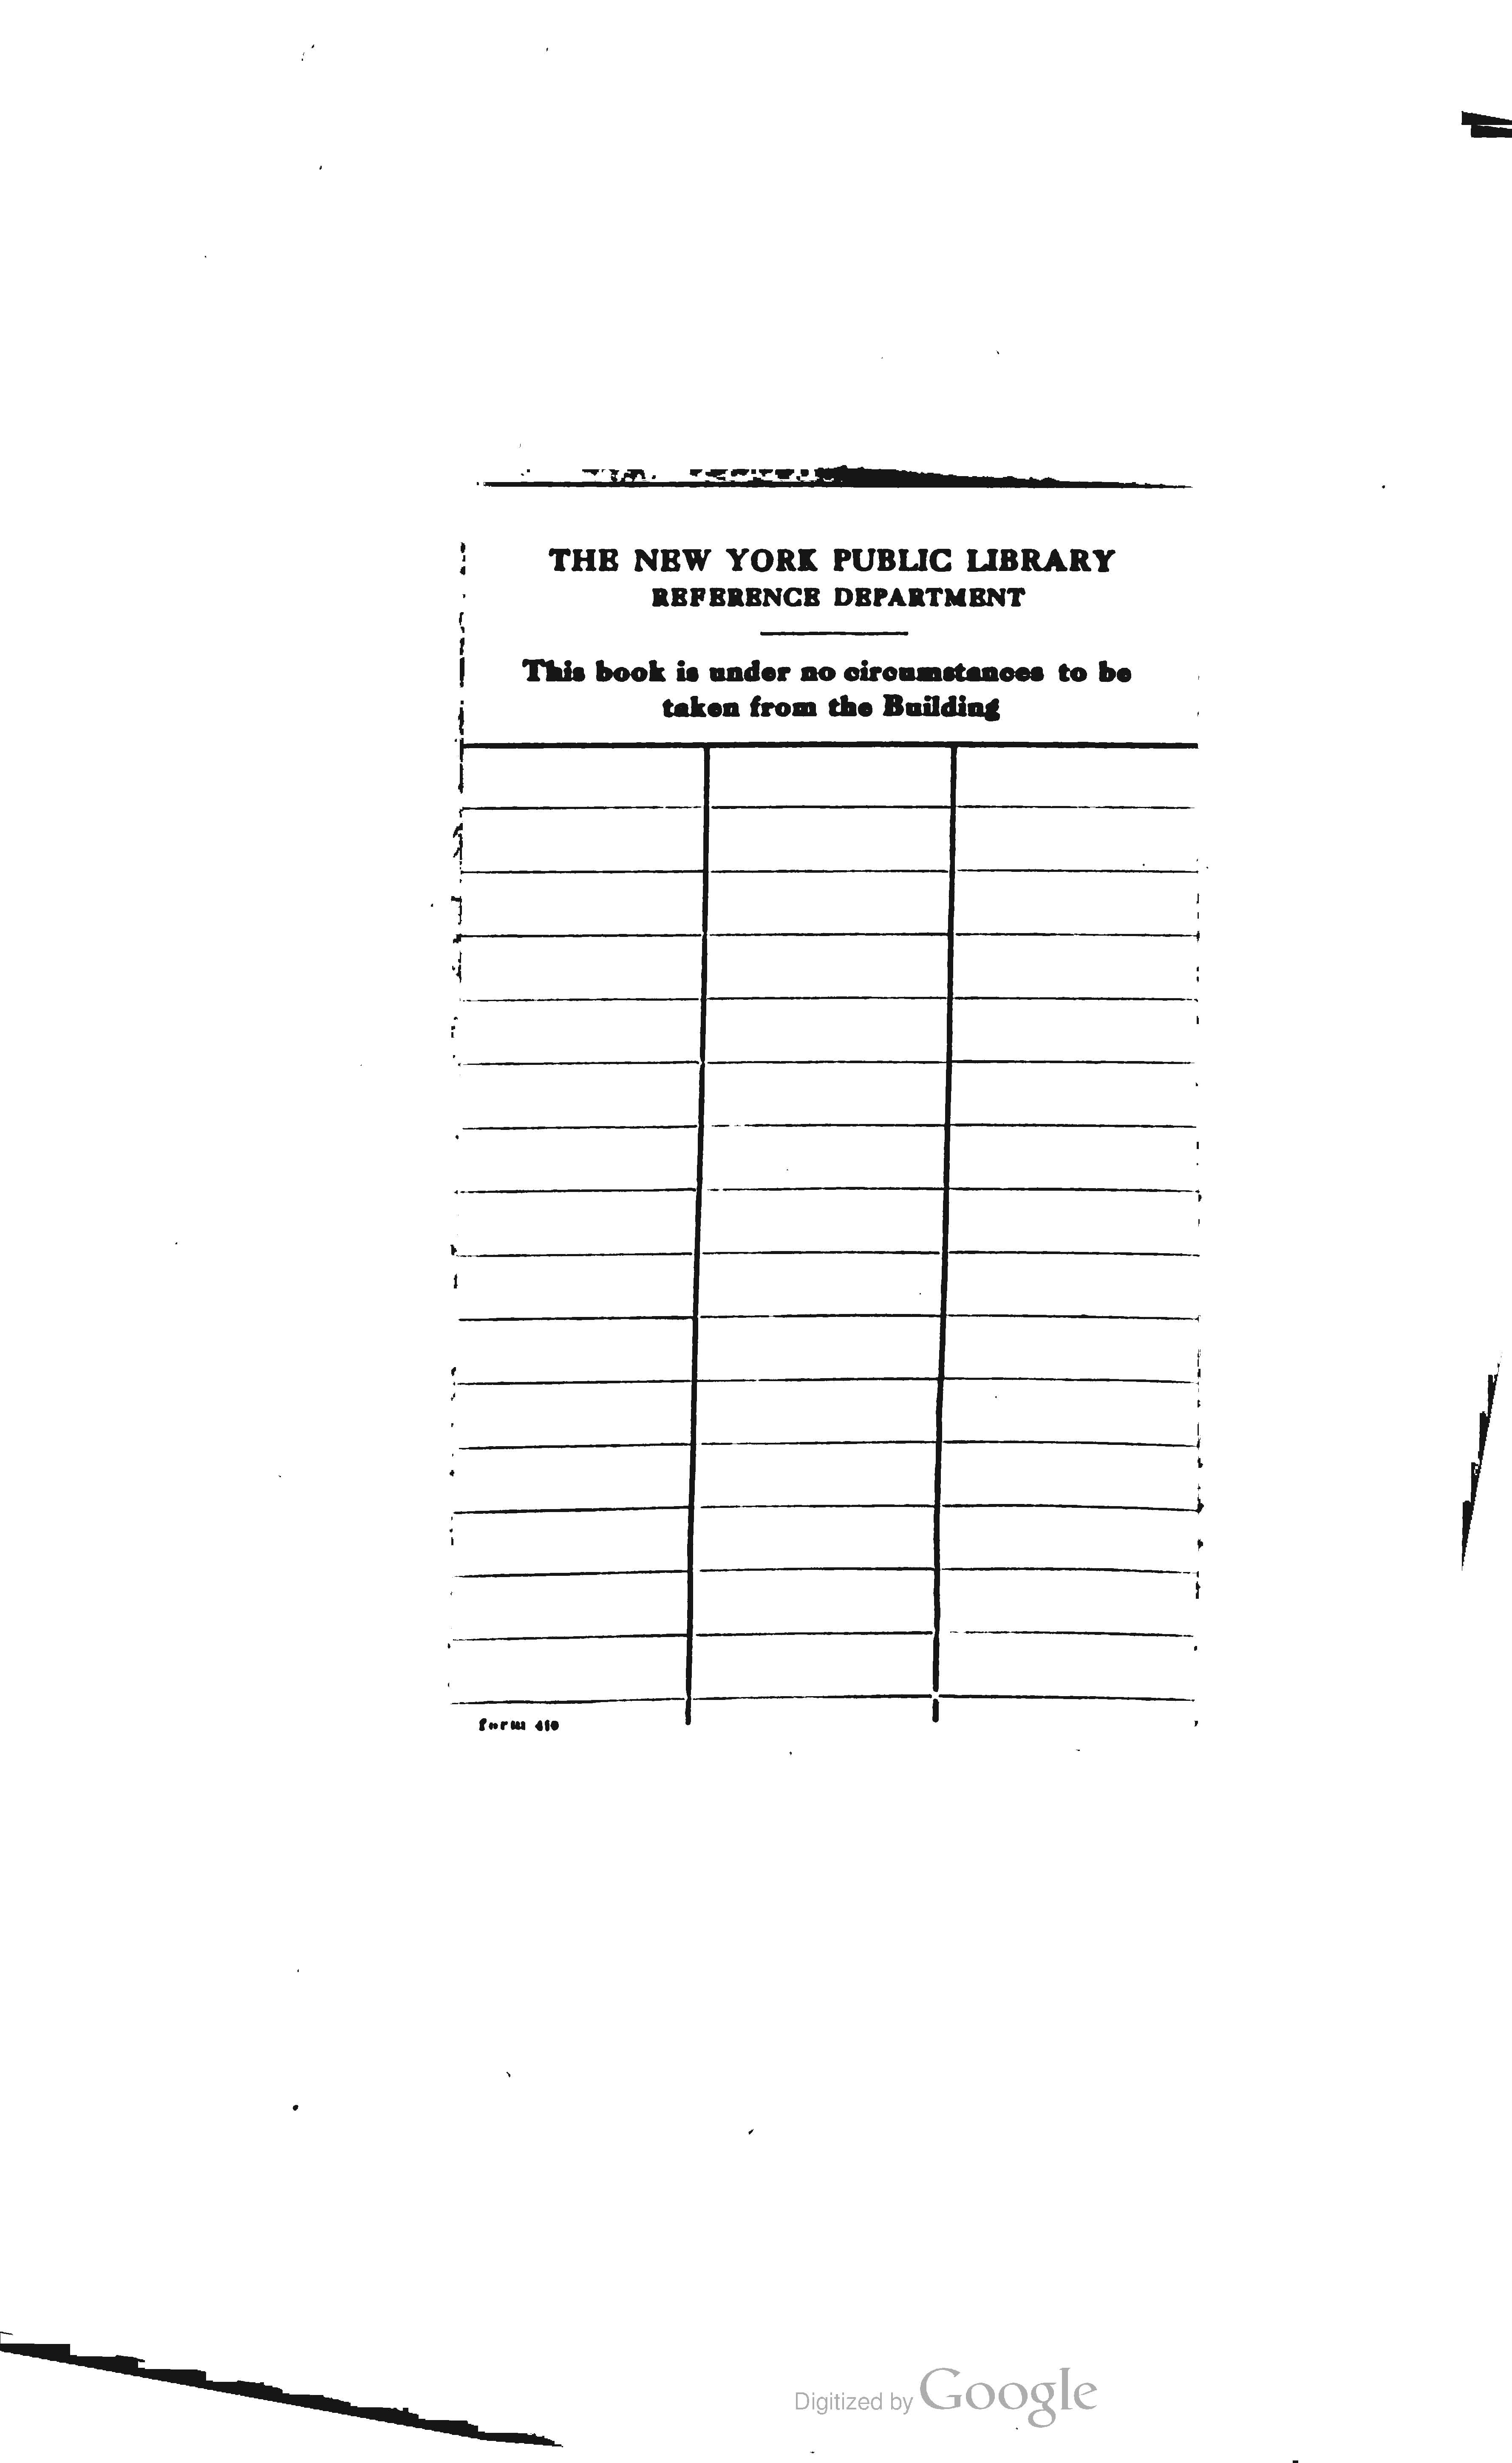 THE NEW YORK PUBLIC LIBRARY
REFERENCE DEPARTMENT
This book is under no circumstances to be
taken from the Building
form 410
Digitized by Google